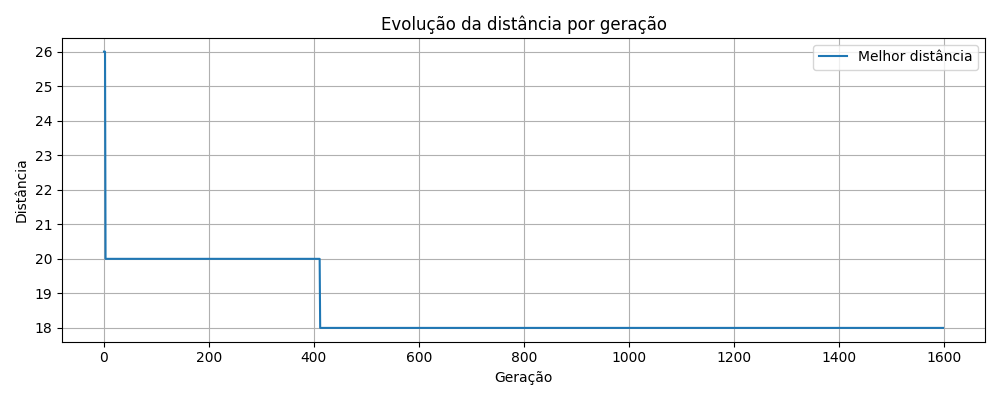 Evolução da distância por geração
Melhor distância
Distância
26
25
24
23
22
21
20
19
18
0 200 400 600 800 1000 1200 1400 1600
Geração